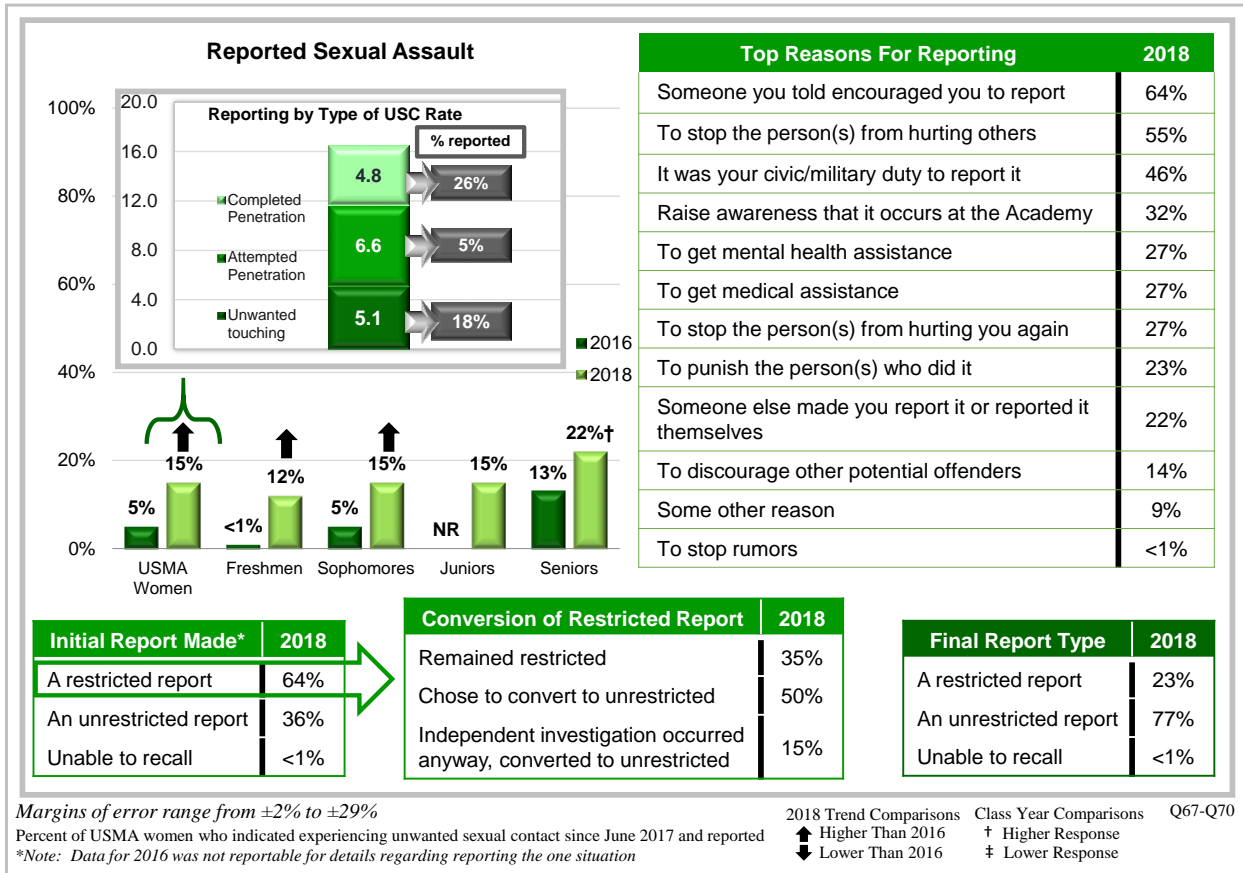 Reported Sexual Assault
100%
80%
60%
40%
20%
0%
20.0
16.0
12.0
8.0
4.0
0.0
Reporting by Type of USC Rate
% reported
Completed
Penetration
Attempted
Penetration
Unwanted
touching
4.8
26%
6.6
5%
5.1
18%
2016
2018
5%
15%
<1%
12%
5%
15%
NR
15%
13%
22%†
USMA
Women
Freshmen
Sophomores
Juniors
Seniors
Top Reasons For Reporting 2018
Someone you told encouraged you to report 64%
To stop the person(s) from hurting others 55%
It was your civic/military duty to report it 46%
Raise awareness that it occurs at the Academy 32%
To get mental health assistance 27%
To get medical assistance 27%
To stop the person(s) from hurting you again 27%
To punish the person(s) who did it 23%
Someone else made you report it or reported it
themselves 22%
To discourage other potential offenders 14%
Some other reason 9%
To stop rumors <1%
Initial Report Made* 2018
A restricted report 64%
An unrestricted report 36%
Unable to recall <1%
Conversion of Restricted Report 2018
Remained restricted 35%
Chose to convert to unrestricted 50%
Independent investigation occurred
anyway, converted to unrestricted 15%
Final Report Type 2018
A restricted report 23%
An unrestricted report 77%
Unable to recall <1%
Margins of error range from ±2% to ±29%
Percent of USMA women who indicated experiencing unwanted sexual contact since June 2017 and reported
*Note: Data for 2016 was not reportable for details regarding reporting the one situation
2018 Trend Comparisons
Higher Than 2016
Lower Than 2016
Class Year Comparisons
† Higher Response
‡ Lower Response
Q67-Q70